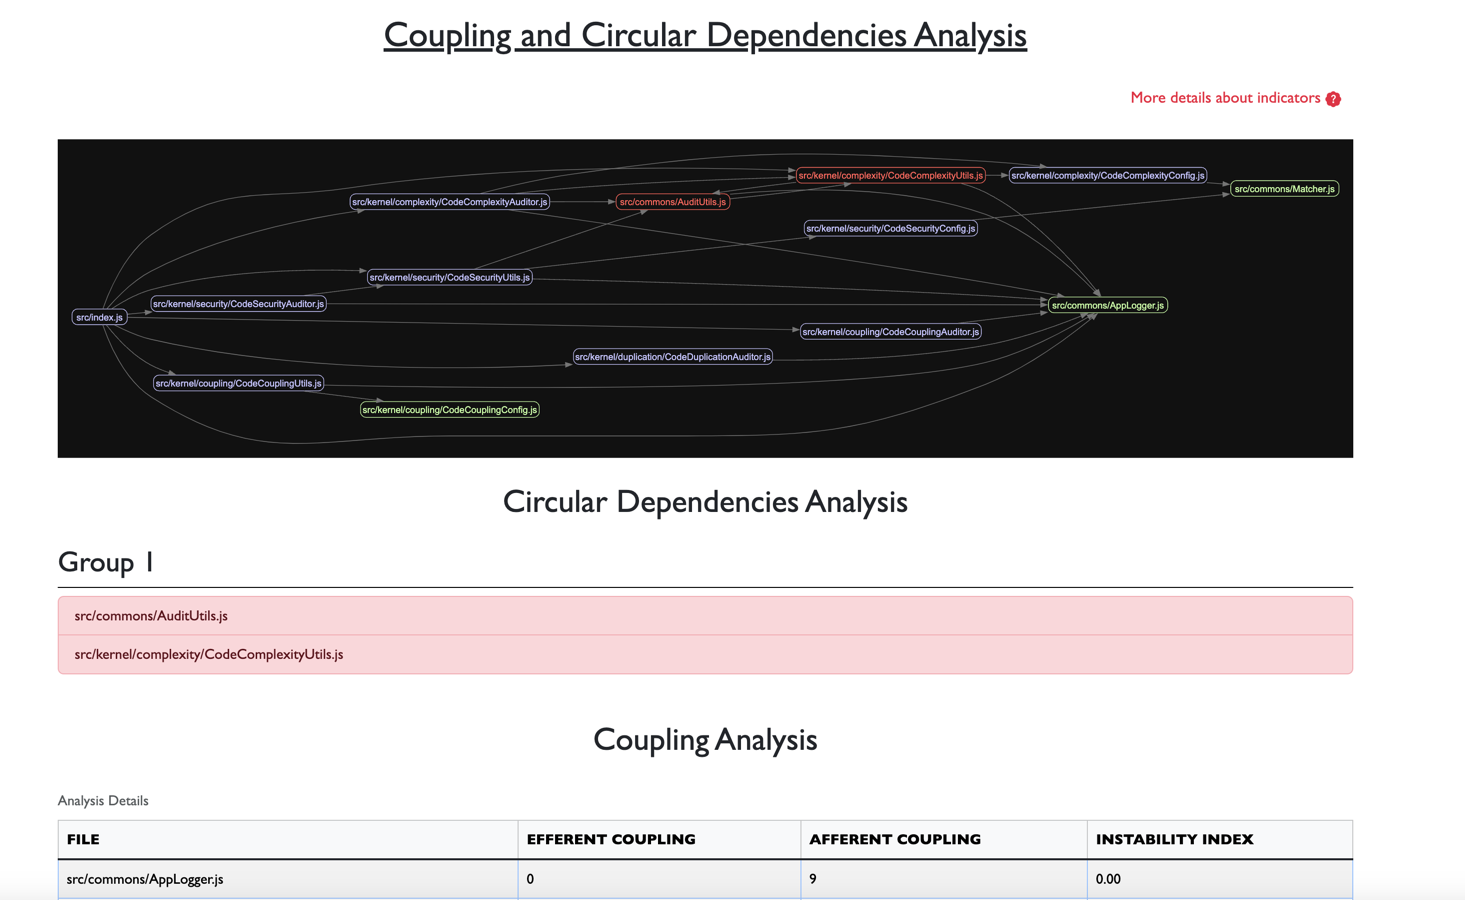 Coupling and Circular Dependencies Analysis
More details about indicators ?
src/kernel/complexity/CodeComplexityUtils.js
src/kernel/complexity/CodeComplexityConfig.js
src/commons/Matcher.js
src/kernel/complexity/CodeComplexityAuditor.js
src/commons/AuditUtils.js
src/kernel/security/CodeSecurityConfig.js
src/kernel/security/CodeSecurityUtils.js
src/kernel/security/CodeSecurityAuditor.js
src/commons/AppLogger.js
src/index.js
src/kernel/coupling/CodeCouplingAuditor.js
src/kernel/duplication/CodeDuplicationAuditor.js
src/kernel/coupling/CodeCouplingUtils.js
src/kernel/coupling/CodeCouplingConfig.js
Circular Dependencies Analysis
Group 1
src/commons/AuditUtils.js
src/kernel/complexity/CodeComplexityUtils.js
Coupling Analysis
Analysis Details
FILE EFFERENT COUPLING AFFERENT COUPLING INSTABILITY INDEX
src/commons/AppLogger.js 0 9 0.00